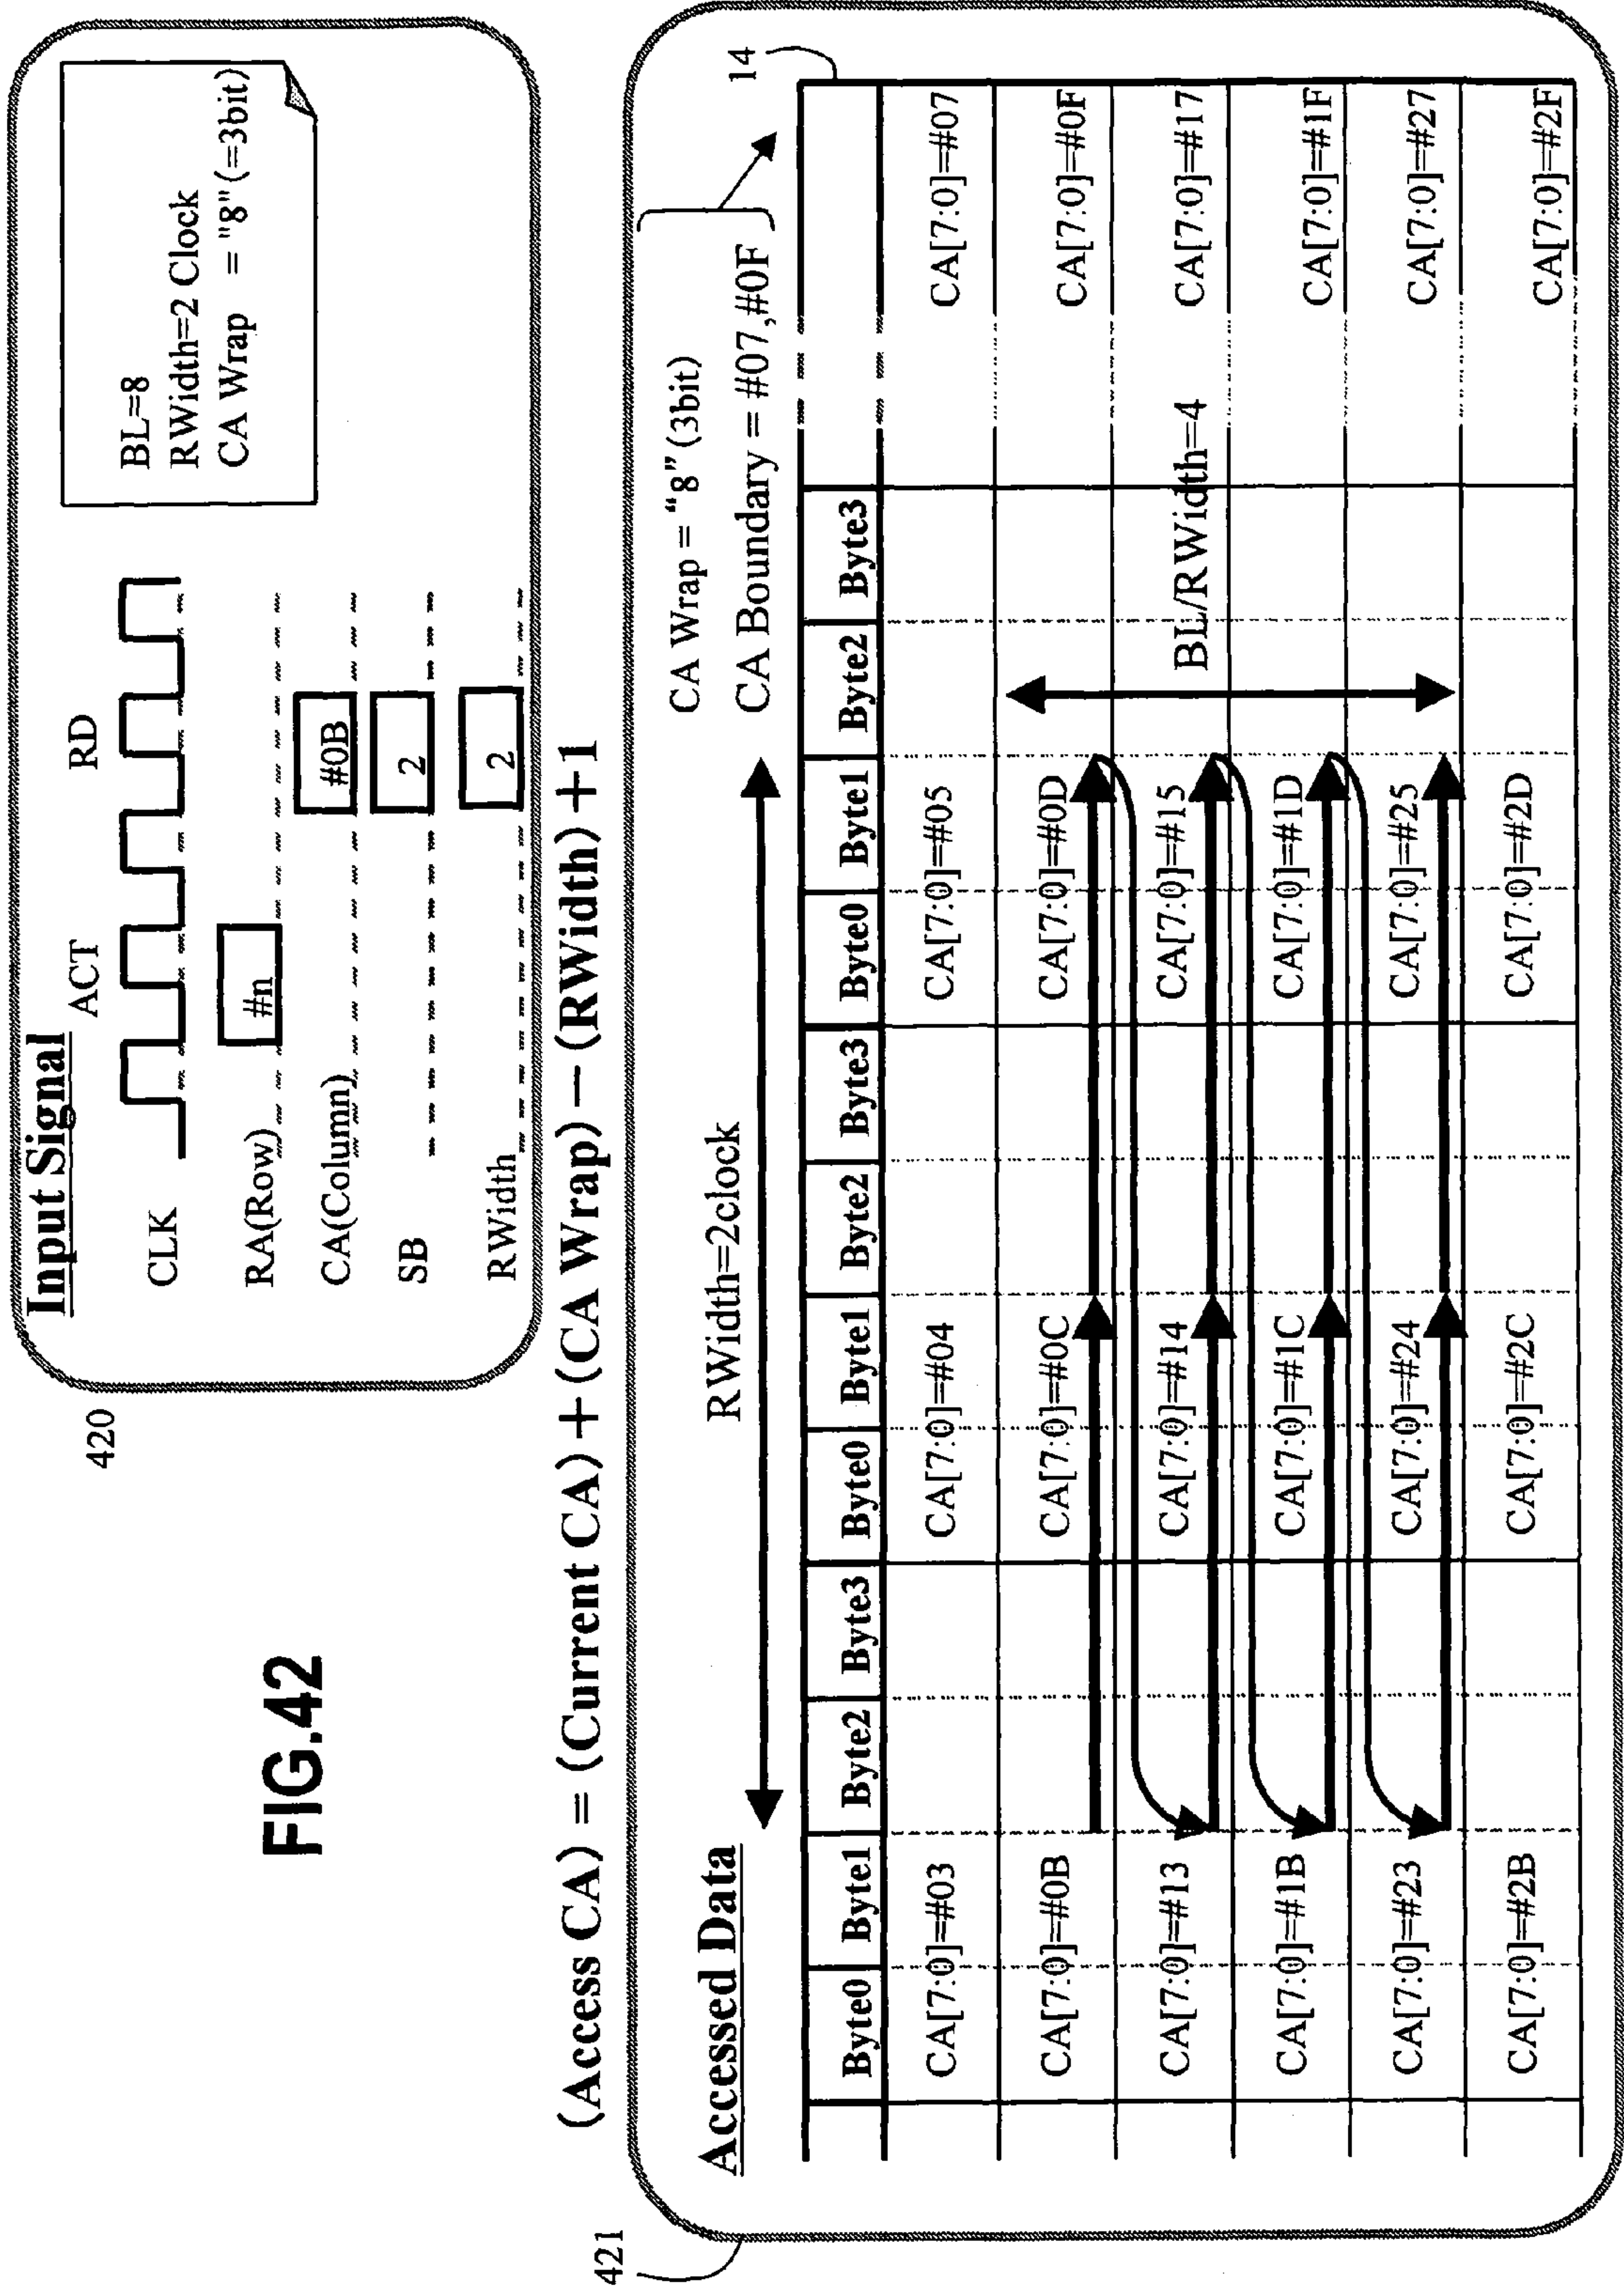 FIG.42
420
Input Signal
ACT
RD
CLK
RA(Row)
#n
CA(Column)
#0B
SB
2
RWidth
2
BL=8
RWidth=2 Clock
CA Wrap = "8"(=3bit)
(Access CA) = (Current CA)+(CA Wrap)-(RWidth)+1
421
Accessed Data
RWidth=2clock
CA Wrap = "8"(3bit)
CA Boundary = #07,#0F
14
Byte0 Byte1 Byte2 Byte3 Byte0 Byte1 Byte2 Byte3 Byte0 Byte1 Byte2 Byte3
CA[7:0]=#03 CA[7:0]=#04 CA[7:0]=#05 CA[7:0]=#07
CA[7:0]=#0B CA[7:0]=#0C CA[7:0]=#0D CA[7:0]=#0F
CA[7:0]=#13 CA[7:0]=#14 CA[7:0]=#15 BL/RWidth=4 CA[7:0]=#17
CA[7:0]=#1B CA[7:0]=#1C CA[7:0]=#1D CA[7:0]=#1F
CA[7:0]=#23 CA[7:0]=#24 CA[7:0]=#25 CA[7:0]=#27
CA[7:0]=#2B CA[7:0]=#2C CA[7:0]=#2D CA[7:0]=#2F